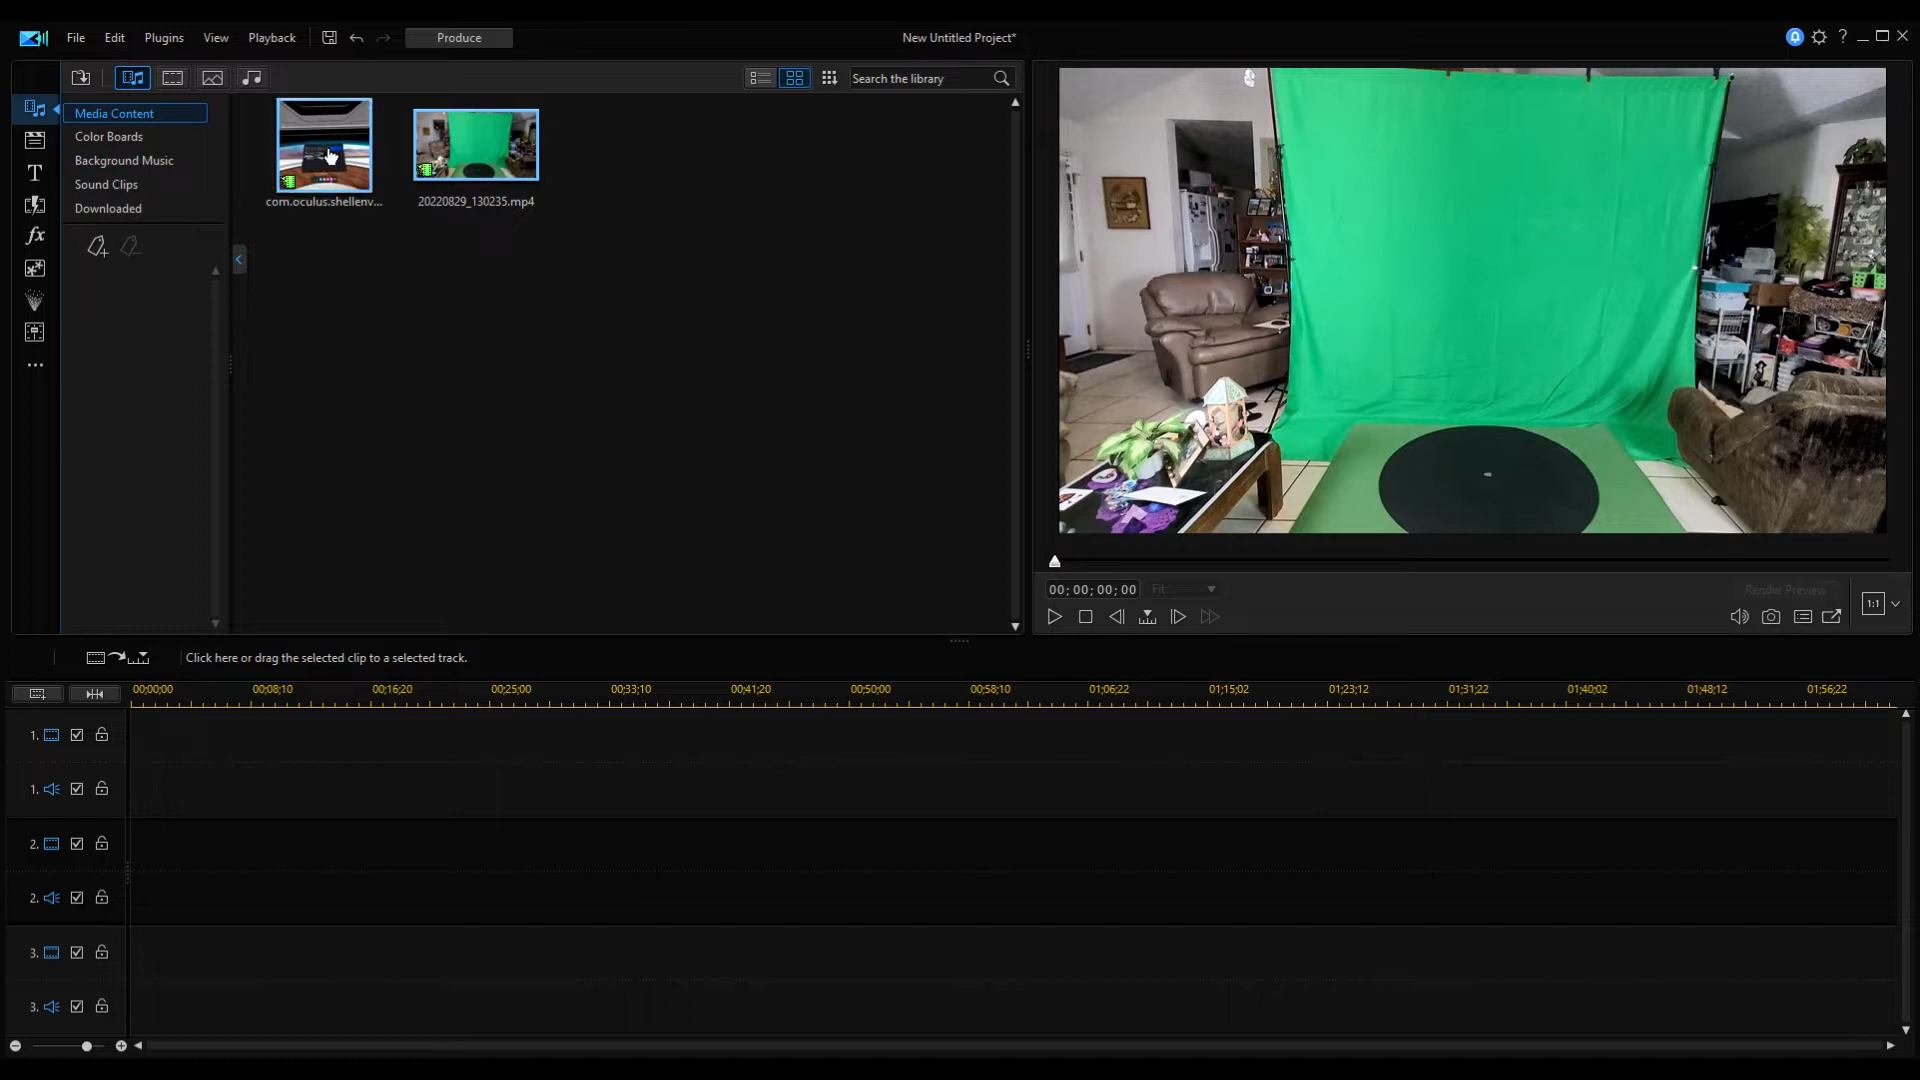 File Edit Plugins View Playback Produce New Untitled Project* ?
Search the library
Media Content
Color Boards
Background Music
Sound Clips
Downloaded
T
fx
com.oculus.shellenv... 20220829_130235.mp4
00; 00; 00; 00 Fit Render Preview
1:1
Click here or drag the selected clip to a selected track.
00;00;00 00;08;10 00;16;20 00;25;00 00;33;10 00;41;20 00;50;00 00;58;10 01;06;22 01;15;02 01;23;12 01;31;22 01;40;02 01;48;12 01;56;22
1.
1.
2.
2.
3.
3.